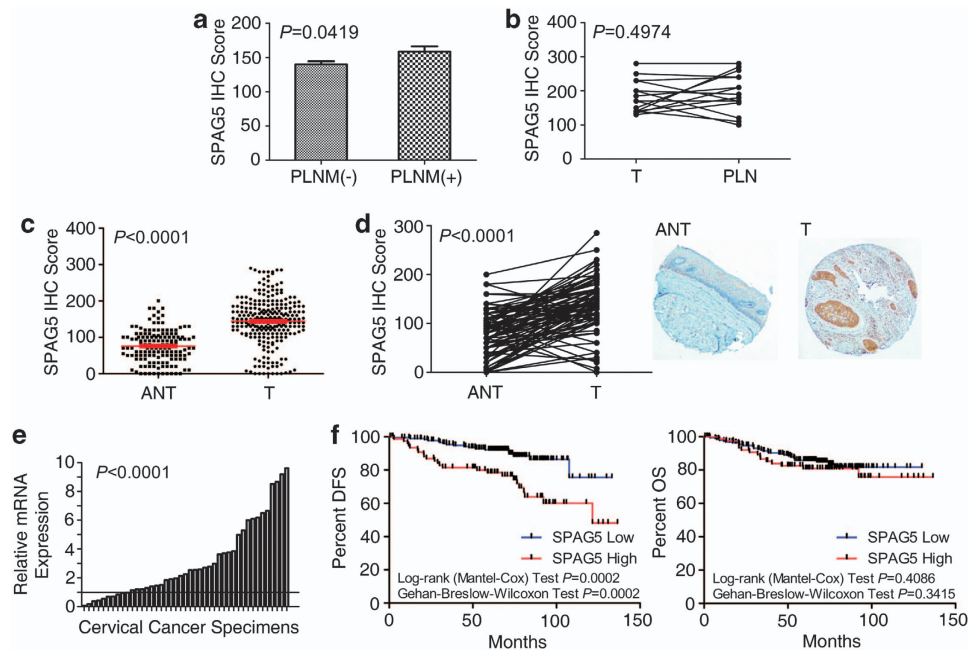 a
P=0.0419
SPAG5 IHC Score
200
150
100
50
0
PLNM(-)
PLNM(+)
b
P=0.4974
SPAG5 IHC Score
400
300
200
100
0
T
PLN
c
P<0.0001
SPAG5 IHC Score
400
300
200
100
0
ANT
T
d
P<0.0001
SPAG5 IHC Score
300
200
100
0
ANT
T
ANT
T
e
P<0.0001
Relative mRNA
Expression
10
8
6
4
2
0
Cervical Cancer Specimens
f
Percent DFS
100
80
60
40
20
0
SPAG5 Low
SPAG5 High
Log-rank (Mantel-Cox) Test P=0.0002
Gehan-Breslow-Wilcoxon Test P=0.0002
0
50
100
150
Months
Percent OS
100
80
60
40
20
0
SPAG5 Low
SPAG5 High
Log-rank (Mantel-Cox) Test P=0.4086
Gehan-Breslow-Wilcoxon Test P=0.3415
0
50
100
150
Months